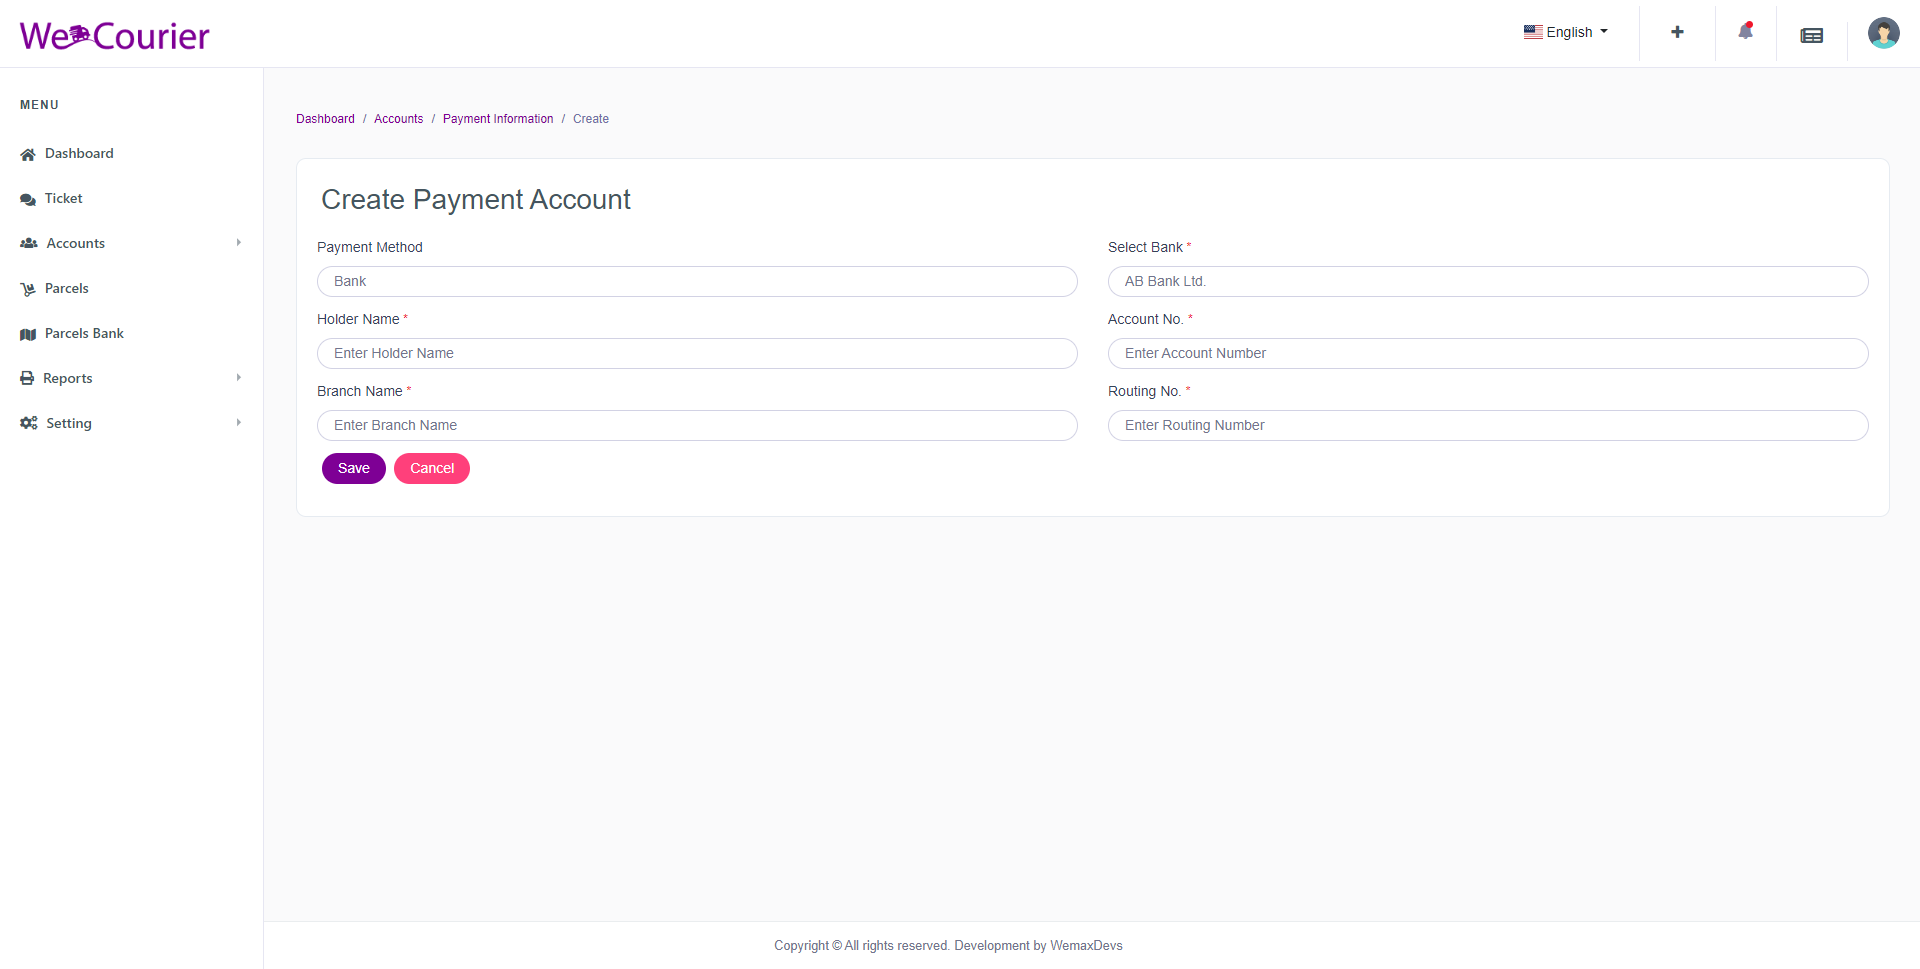 We Courier
English
MENU
Dashboard
Ticket
Accounts
Parcels
Parcels Bank
Reports
Setting
Dashboard / Accounts / Payment Information / Create
Create Payment Account
Payment Method
Select Bank *
Bank
AB Bank Ltd.
Holder Name *
Account No. *
Enter Holder Name
Enter Account Number
Branch Name *
Routing No. *
Enter Branch Name
Enter Routing Number
Save Cancel
Copyright © All rights reserved. Development by WemaxDevs